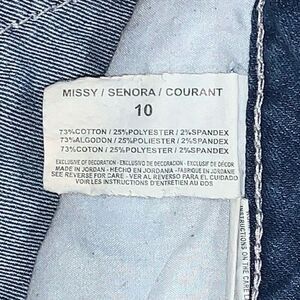 MISSY / SENORA / COURANT
10
73%COTTON / 25%POLYESTER / 2%SPANDEX
73%ALGODON / 25%POLIESTER / 2%SPANDEX
73%COTON / 25%POLYESTER / 2%SPANDEX
EXCLUSIVE OF DECORATION - EXCLUSIVO DE DECORACIÓN - EXCLUSIF DE DÉCOR
MADE IN JORDAN - HECHO EN JORDANIA - FABRIQUÉ EN JORDANIE
SEE REVERSE FOR CARE - VER AL REVERSO PARA EL CUIDADO
VOIR LES INSTRUCTIONS D'ENTRETIEN AU DOS
INSTRUCTIONS ON THE CARE